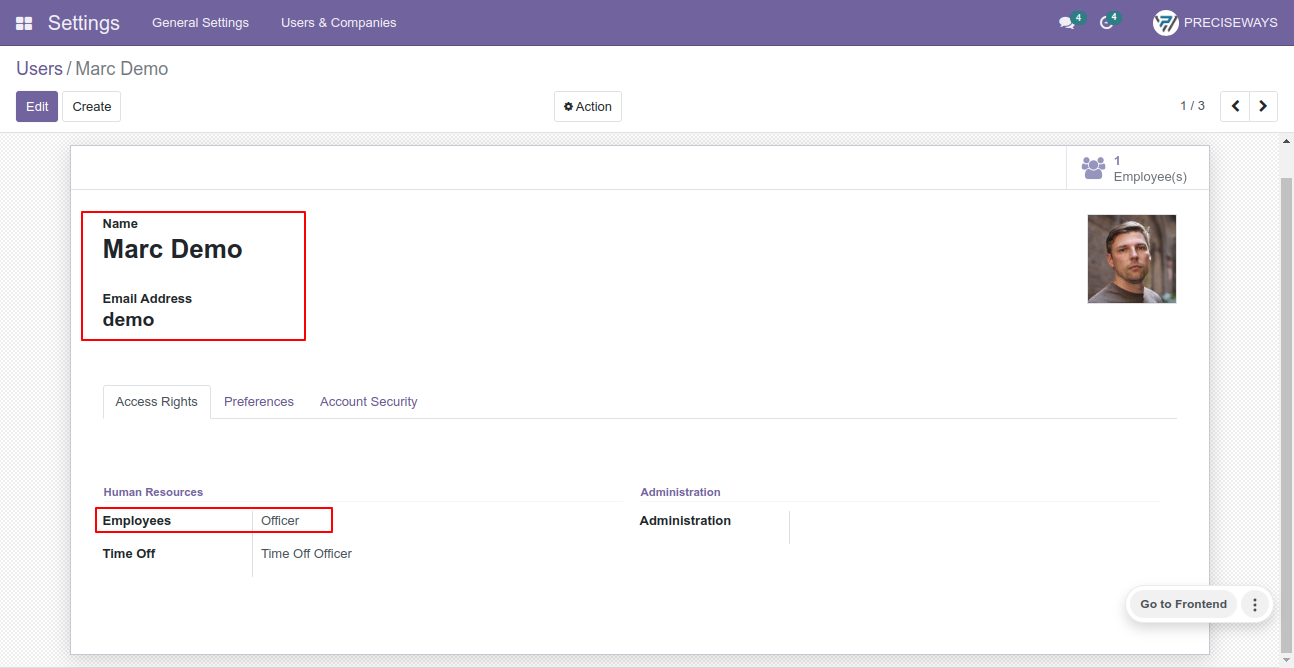 Settings General Settings Users & Companies 4 4 PRECISEWAYS
Users / Marc Demo
Edit Create Action 1 / 3
1
Employee(s)
Name
Marc Demo
Email Address
demo
Access Rights Preferences Account Security
Human Resources Administration
Employees Officer Administration
Time Off Time Off Officer
Go to Frontend